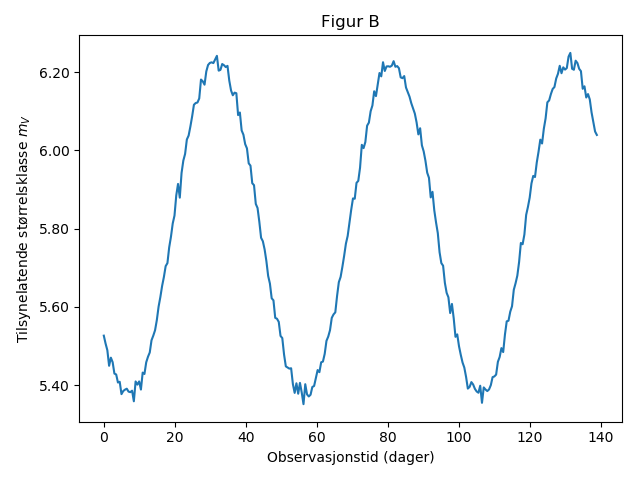 Figur B
Tilsynelatende størrelsklasse m_V
6.20
6.00
5.80
5.60
5.40
0 20 40 60 80 100 120 140
Observasjonstid (dager)